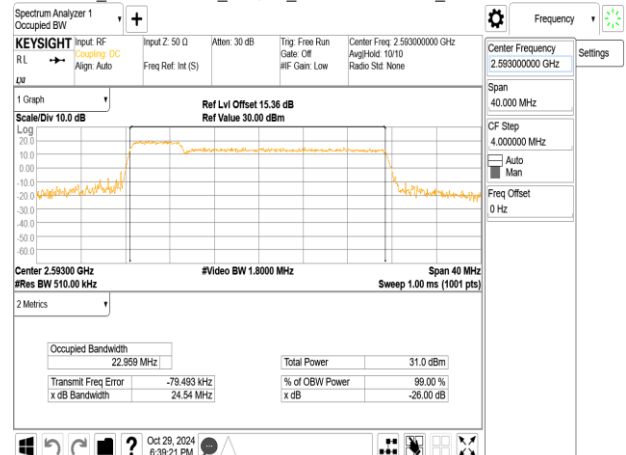 Spectrum Analyzer 1
Occupied BW
Frequency
KEYSIGHT
Input: RF
Coupling: DC
Align: Auto
Input Z: 50 Ω
Freq Ref: Int (S)
Atten: 30 dB
Trig: Free Run
Gate: Off
#IF Gain: Low
Center Freq: 2.593000000 GHz
Avg|Hold: 10/10
Radio Std: None
R L
LXI
Center Frequency
2.593000000 GHz
Settings
Span
40.000 MHz
CF Step
4.000000 MHz
Auto
Man
Freq Offset
0 Hz
1 Graph
Scale/Div 10.0 dB
Ref Lvl Offset 15.36 dB
Ref Value 30.00 dBm
Log
20.0
10.0
0.00
-10.0
-20.0
-30.0
-40.0
-50.0
-60.0
Center 2.59300 GHz
#Video BW 1.8000 MHz
Span 40 MHz
#Res BW 510.00 kHz
Sweep 1.00 ms (1001 pts)
2 Metrics
Occupied Bandwidth
22.959 MHz
Total Power 31.0 dBm
Transmit Freq Error -79.493 kHz
% of OBW Power 99.00 %
x dB Bandwidth 24.54 MHz
x dB -26.00 dB
?
Oct 29, 2024
6:39:21 PM